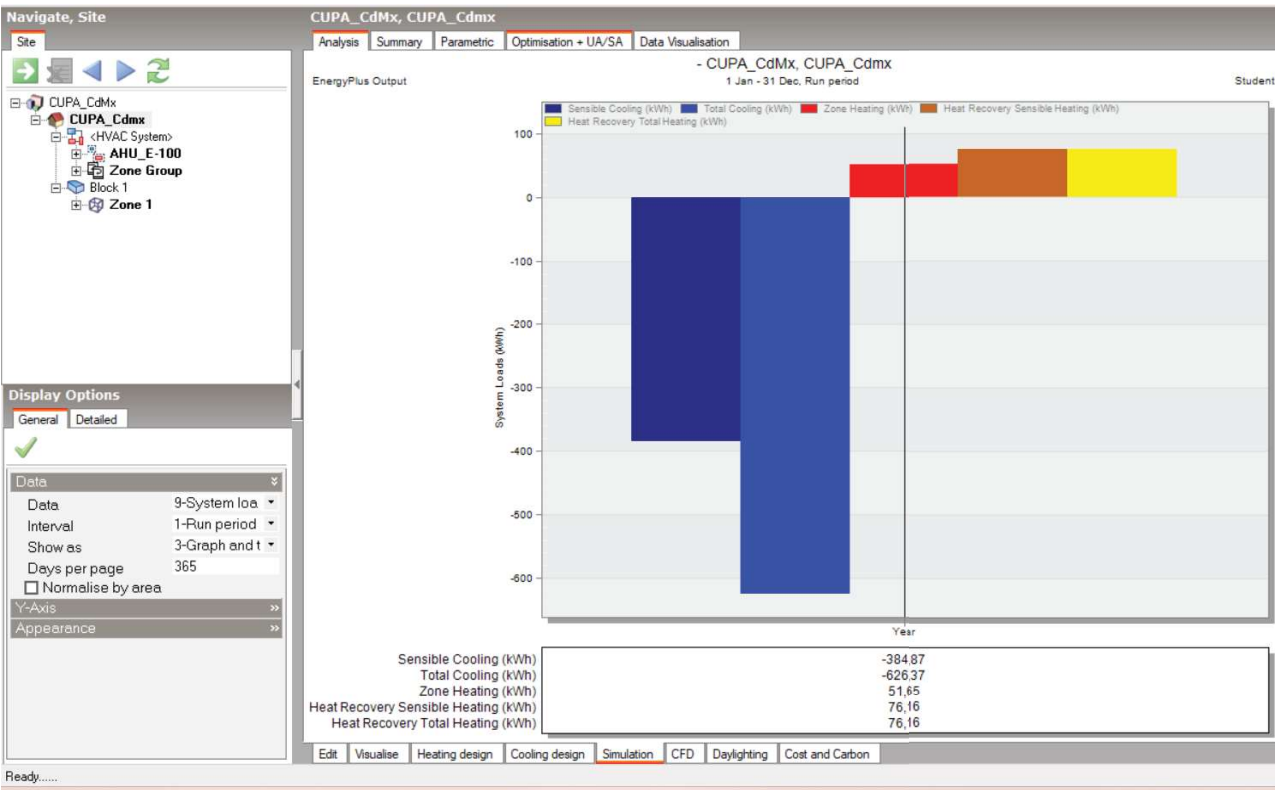 Navigate, Site
Site
CUPA_CdMx
CUPA_Cdmx
<HVAC System>
AHU_E-100
Zone Group
Block 1
Zone 1
Display Options
General Detailed
Data
Data 9-System loa
Interval 1-Run period
Show as 3-Graph and t
Days per page 365
Normalise by area
Y-Axis
Appearance
CUPA_CdMx, CUPA_Cdmx
Analysis Summary Parametric Optimisation + UA/SA Data Visualisation
- CUPA_CdMx, CUPA_Cdmx
EnergyPlus Output 1 Jan - 31 Dec, Run period Student
Sensible Cooling (kWh) Total Cooling (kWh) Zone Heating (kWh) Heat Recovery Sensible Heating (kWh)
Heat Recovery Total Heating (kWh)
100
0
-100
-200
-300
-400
-500
-600
System Loads (kWh)
Year
Sensible Cooling (kWh) -384,87
Total Cooling (kWh) -626,37
Zone Heating (kWh) 51,65
Heat Recovery Sensible Heating (kWh) 76,16
Heat Recovery Total Heating (kWh) 76,16
Edit Visualise Heating design Cooling design Simulation CFD Daylighting Cost and Carbon
Ready......